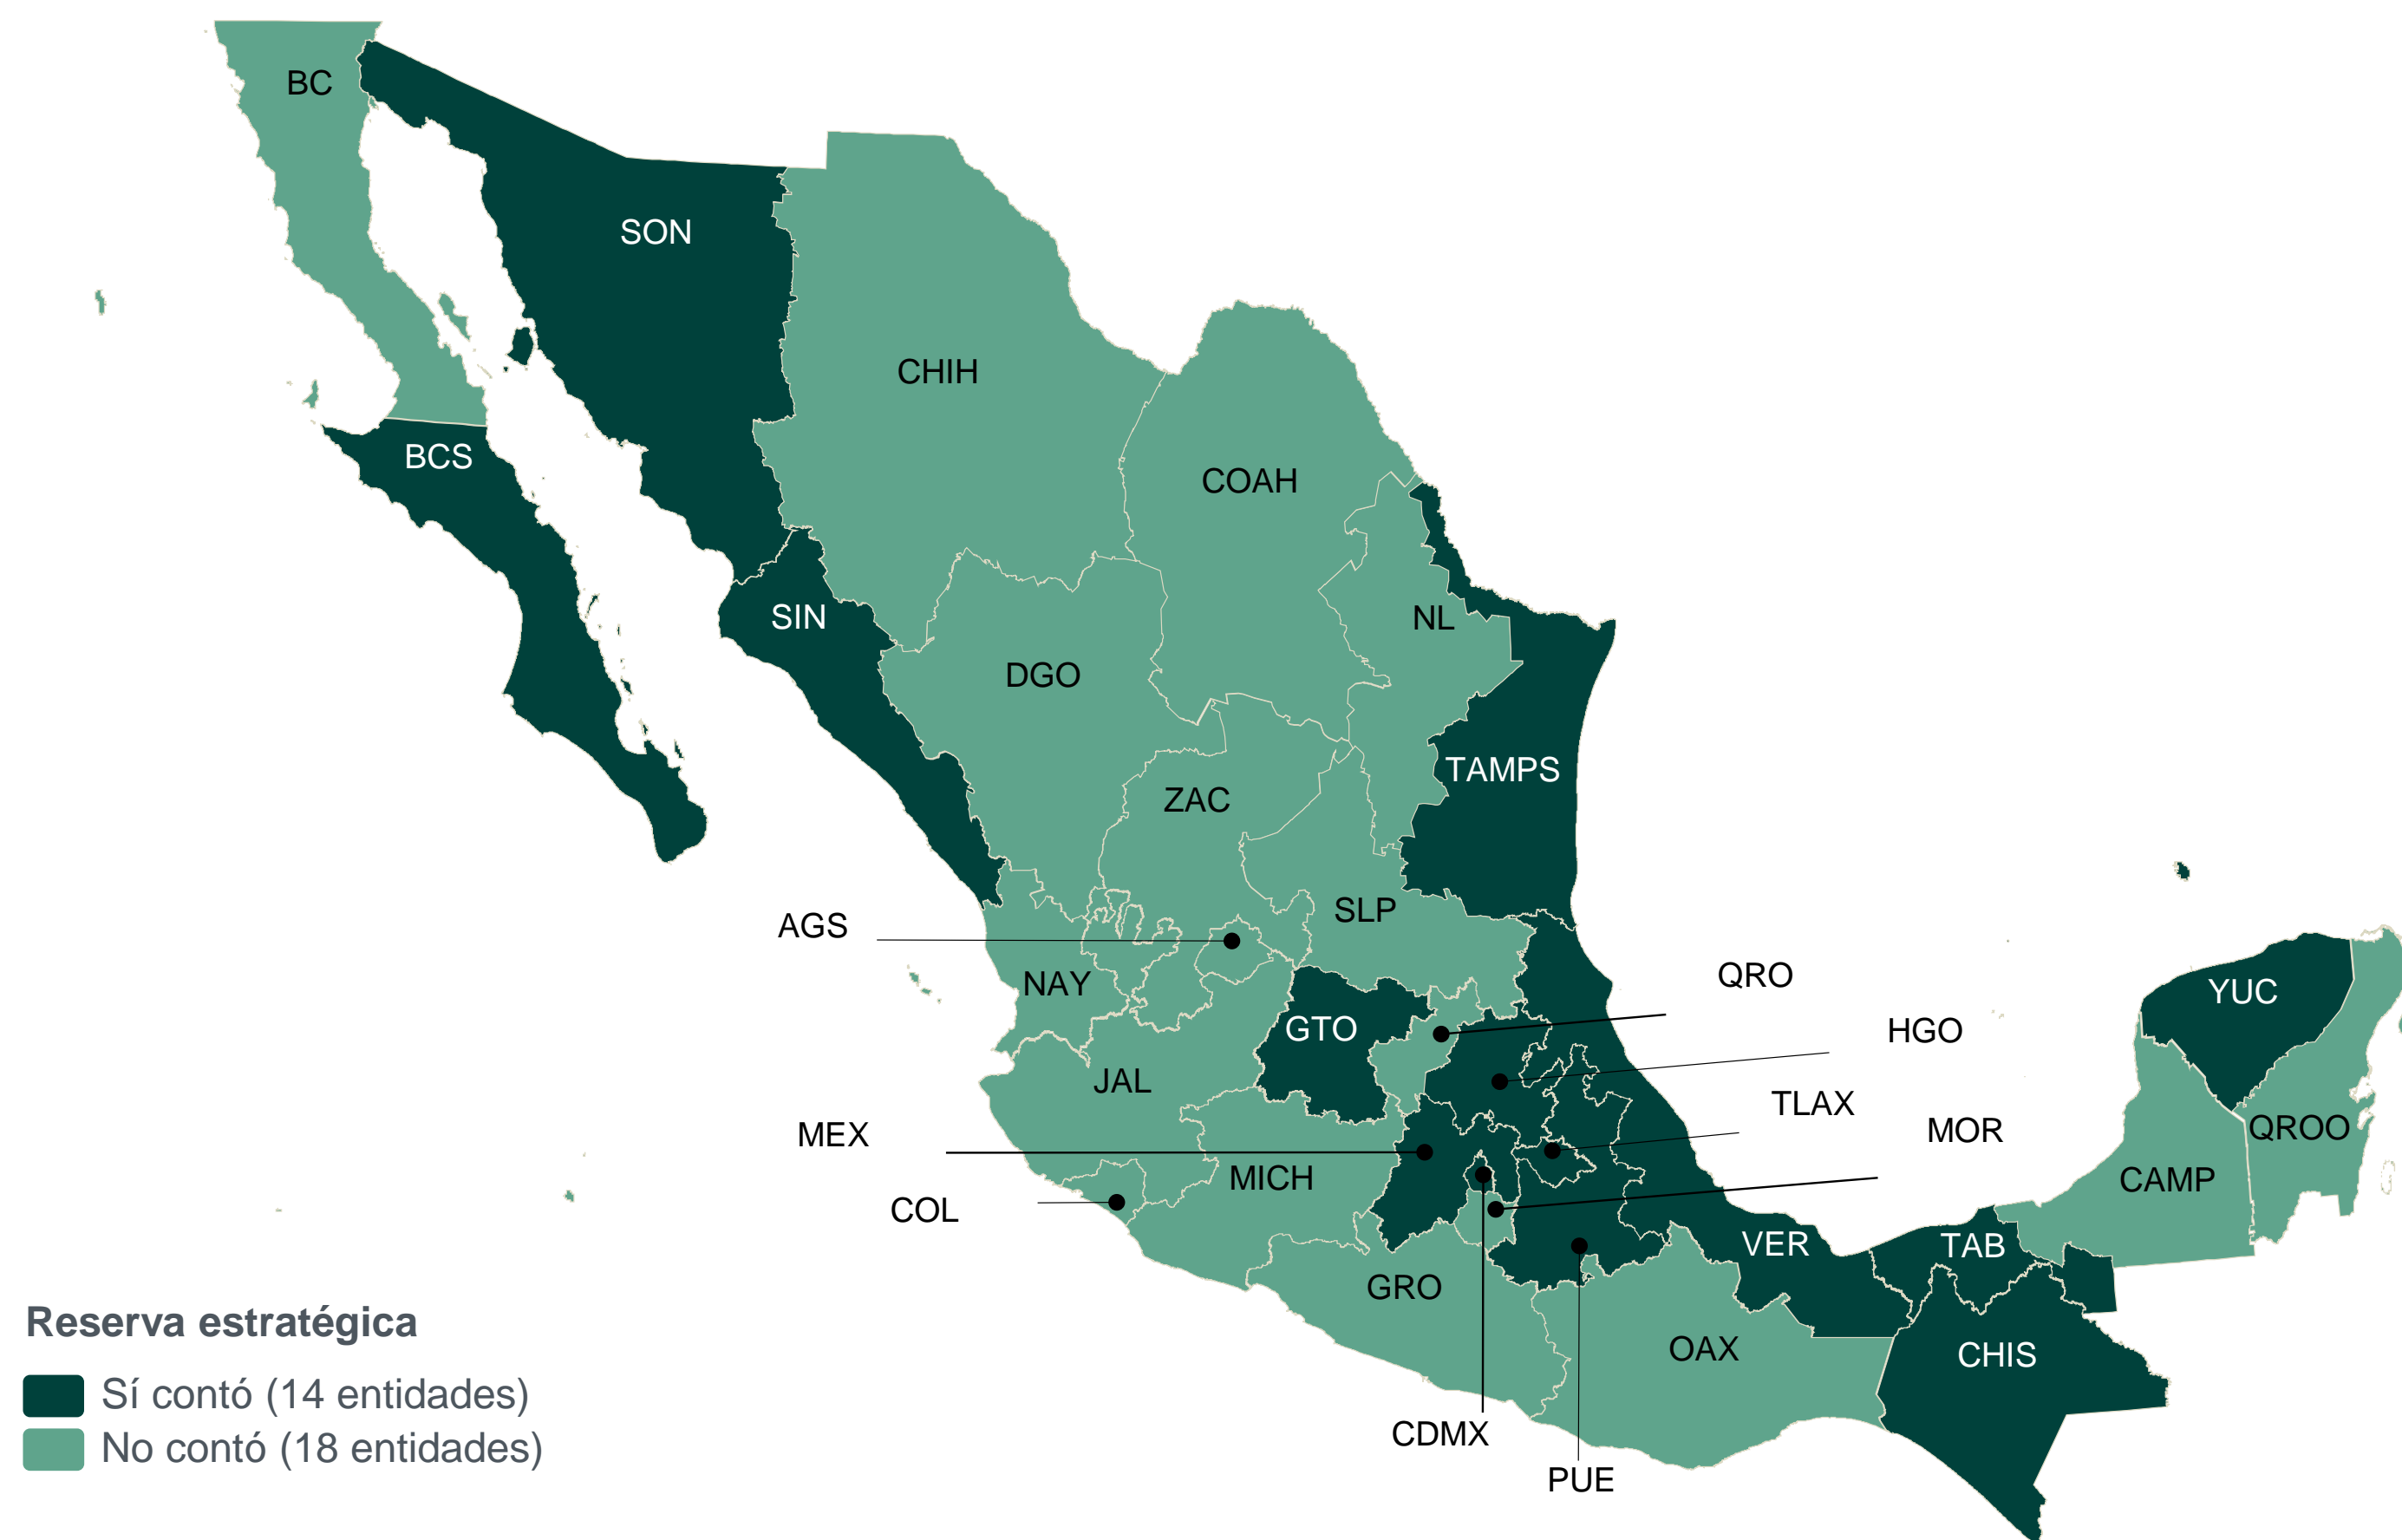 BC
SON
CHIH
BCS
COAH
SIN
NL
DGO
TAMPS
ZAC
SLP
AGS
QRO
NAY
YUC
GTO
HGO
JAL
TLAX
QROO
MEX
MOR
MICH
CAMP
COL
VER
TAB
GRO
OAX
CHIS
CDMX
PUE
Reserva estratégica
Sí contó (14 entidades)
No contó (18 entidades)